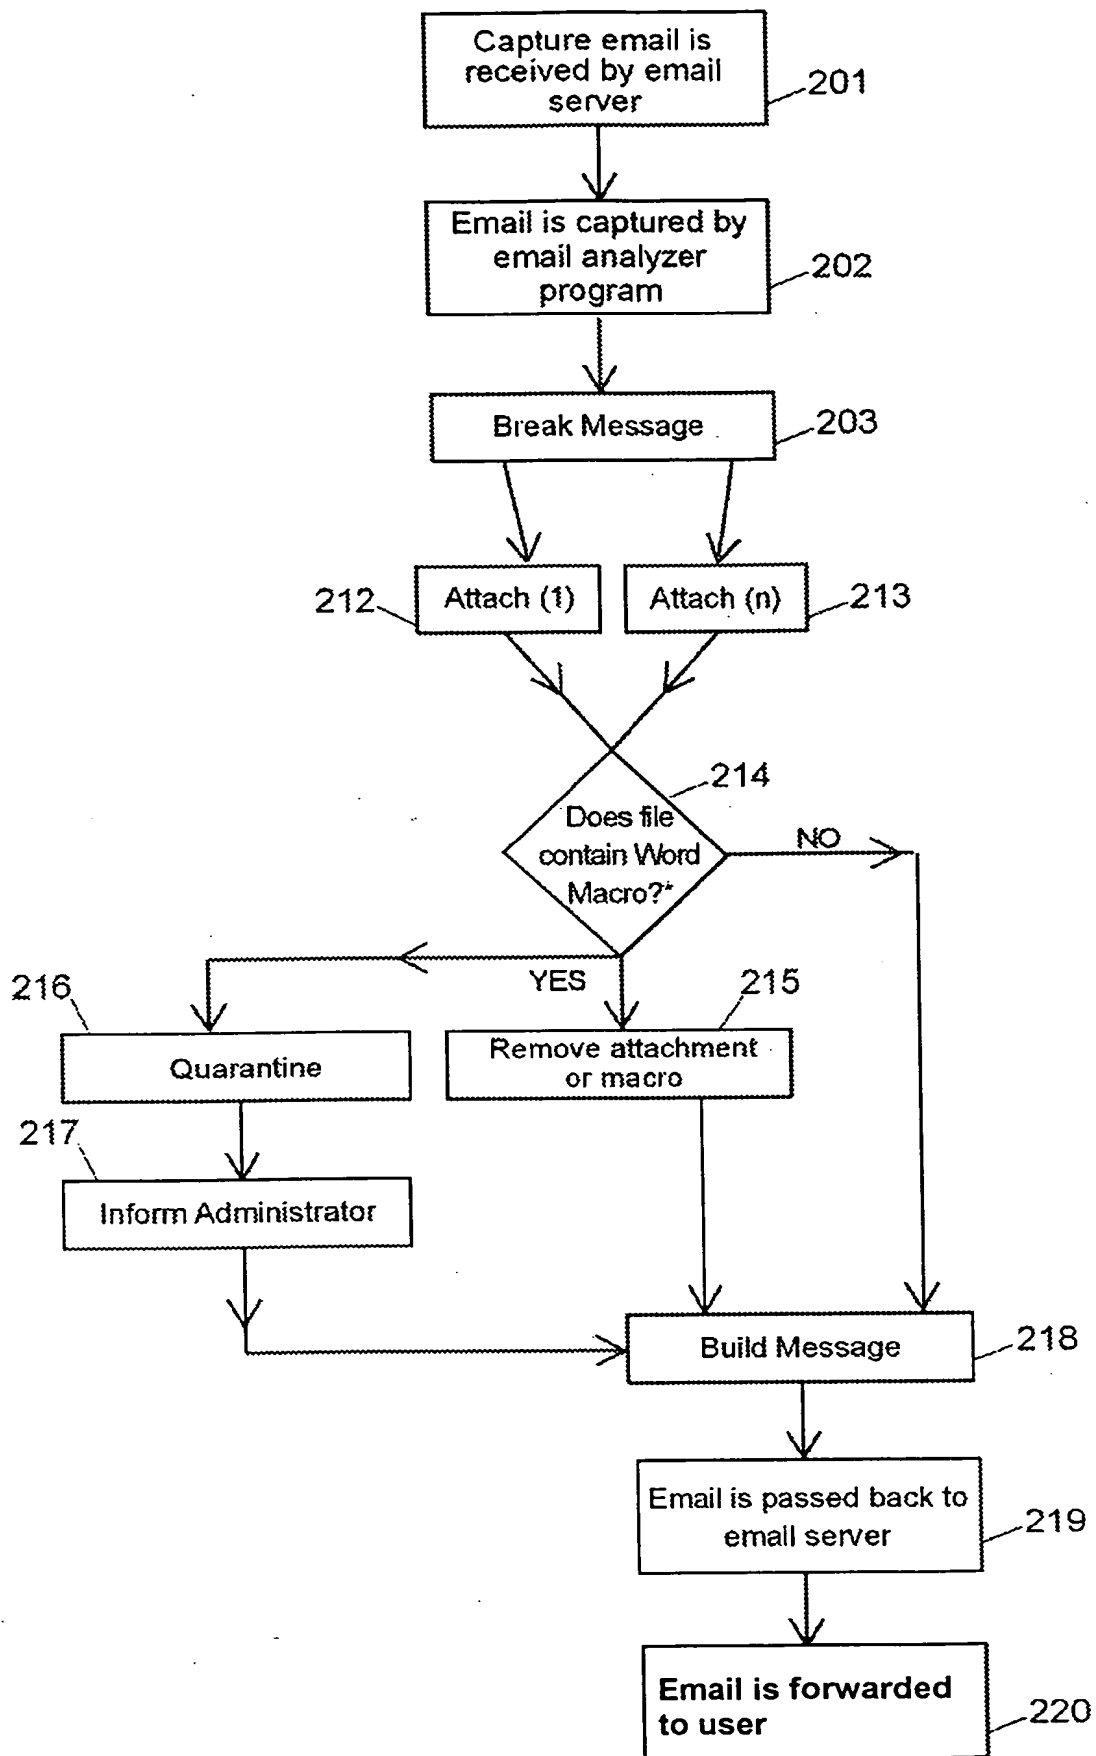 Capture email is
received by email
server
201
Email is captured by
email analyzer
program
202
Break Message
203
212
Attach (1)
Attach (n)
213
214
Does file
contain Word
Macro?*
NO
YES
216
215
Quarantine
Remove attachment
or macro
217
Inform Administrator
Build Message
218
Email is passed back to
email server
219
Email is forwarded
to user
220